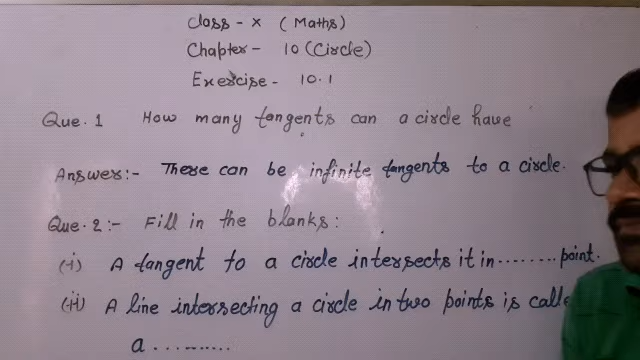 Class - X (Maths)
Chapter - 10 (Circle)
Exercise - 10.1
Que. 1 How many tangents can a circle have
Answer:- There can be infinite tangents to a circle.
Que. 2:- Fill in the blanks:
(i) A tangent to a circle intersects it in ........ point.
(ii) A line intersecting a circle in two points is calle
a ..........